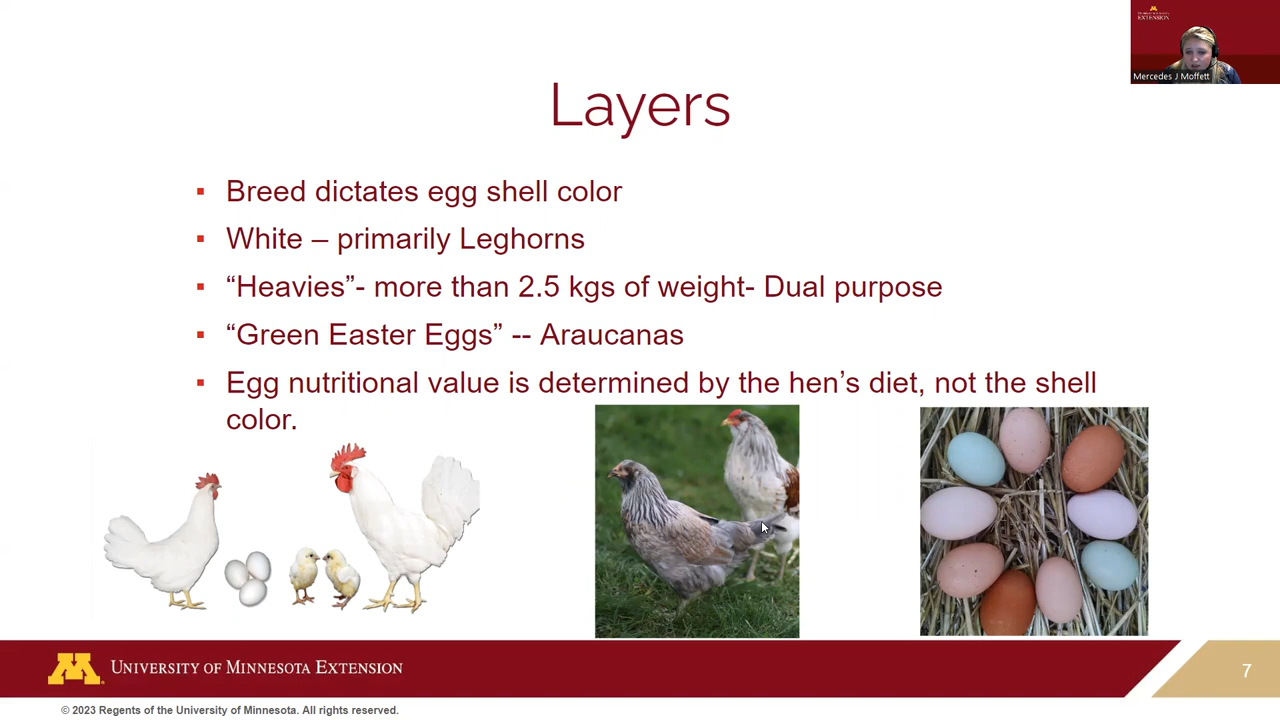 EXTENSION
Mercedes J Moffett
Layers
▪ Breed dictates egg shell color
▪ White – primarily Leghorns
▪ “Heavies”- more than 2.5 kgs of weight- Dual purpose
▪ “Green Easter Eggs” -- Araucanas
▪ Egg nutritional value is determined by the hen’s diet, not the shell
color.
M UNIVERSITY OF MINNESOTA EXTENSION
7
© 2023 Regents of the University of Minnesota. All rights reserved.